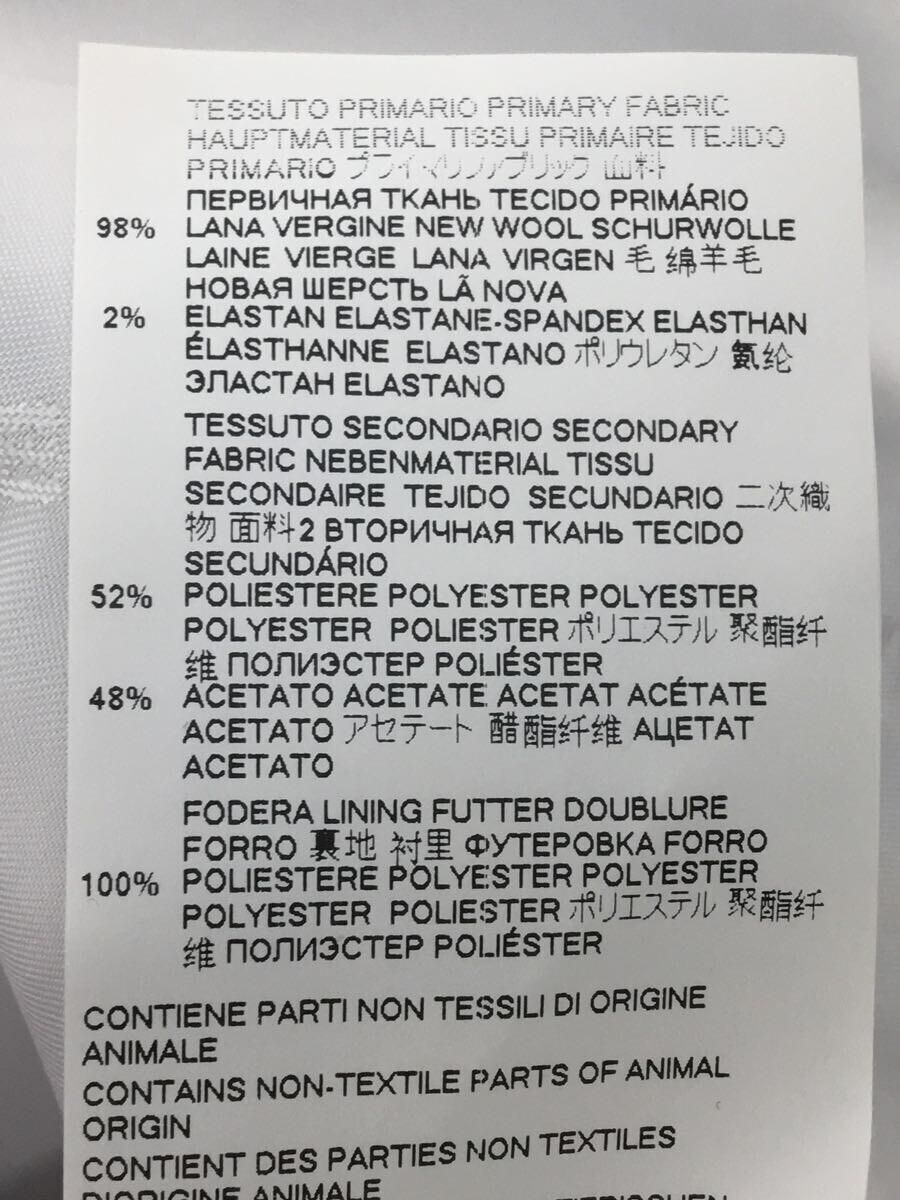 TESSUTO PRIMARIO PRIMARY FABRIC
HAUPTMATERIAL TISSU PRIMAIRE TEJIDO
PRIMARIO プライマリファブリック 面料
ПЕРВИЧНАЯ ТКАНЬ TECIDO PRIMÁRIO
98% LANA VERGINE NEW WOOL SCHURWOLLE
LAINE VIERGE LANA VIRGEN 毛 绵羊毛
НОВАЯ ШЕРСТЬ LÃ NOVA
2% ELASTAN ELASTANE-SPANDEX ELASTHAN
ÉLASTHANNE ELASTANO ポリウレタン 氨纶
ЭЛАСТАН ELASTANO
TESSUTO SECONDARIO SECONDARY
FABRIC NEBENMATERIAL TISSU
SECONDAIRE TEJIDO SECUNDARIO 二次織
物 面料2 ВТОРИЧНАЯ ТКАНЬ TECIDO
SECUNDÁRIO
52% POLIESTERE POLYESTER POLYESTER
POLYESTER POLIESTER ポリエステル 聚酯纤
维 ПОЛИЭСТЕР POLIÉSTER
48% ACETATO ACETATE ACETAT ACÉTATE
ACETATO アセテート 醋酯纤维 АЦЕТАТ
ACETATO
FODERA LINING FUTTER DOUBLURE
FORRO 裏地 衬里 ФУТЕРОВКА FORRO
100% POLIESTERE POLYESTER POLYESTER
POLYESTER POLIESTER ポリエステル 聚酯纤
维 ПОЛИЭСТЕР POLIÉSTER
CONTIENE PARTI NON TESSILI DI ORIGINE
ANIMALE
CONTAINS NON-TEXTILE PARTS OF ANIMAL
ORIGIN
CONTIENT DES PARTIES NON TEXTILES
D'ORIGINE ANIMALE